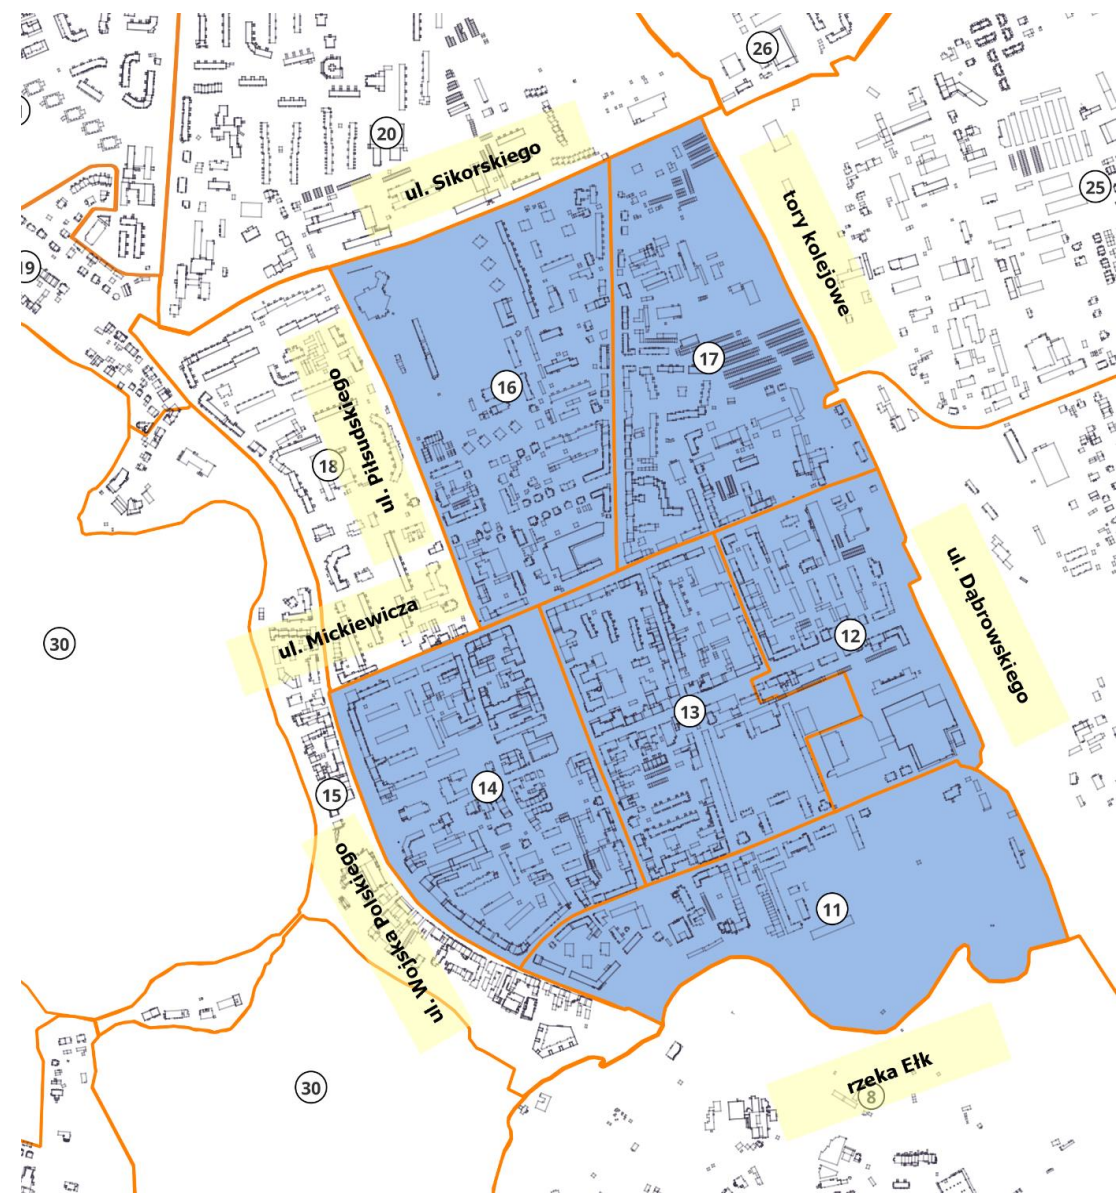 26
20
ul. Sikorskiego
25
tory kolejowe
19
17
16
ul. Piłsudskiego
18
ul. Mickiewicza
30
12
ul. Dąbrowskiego
13
14
15
ul. Wojska Polskiego
11
rzeka Ełk
30
8